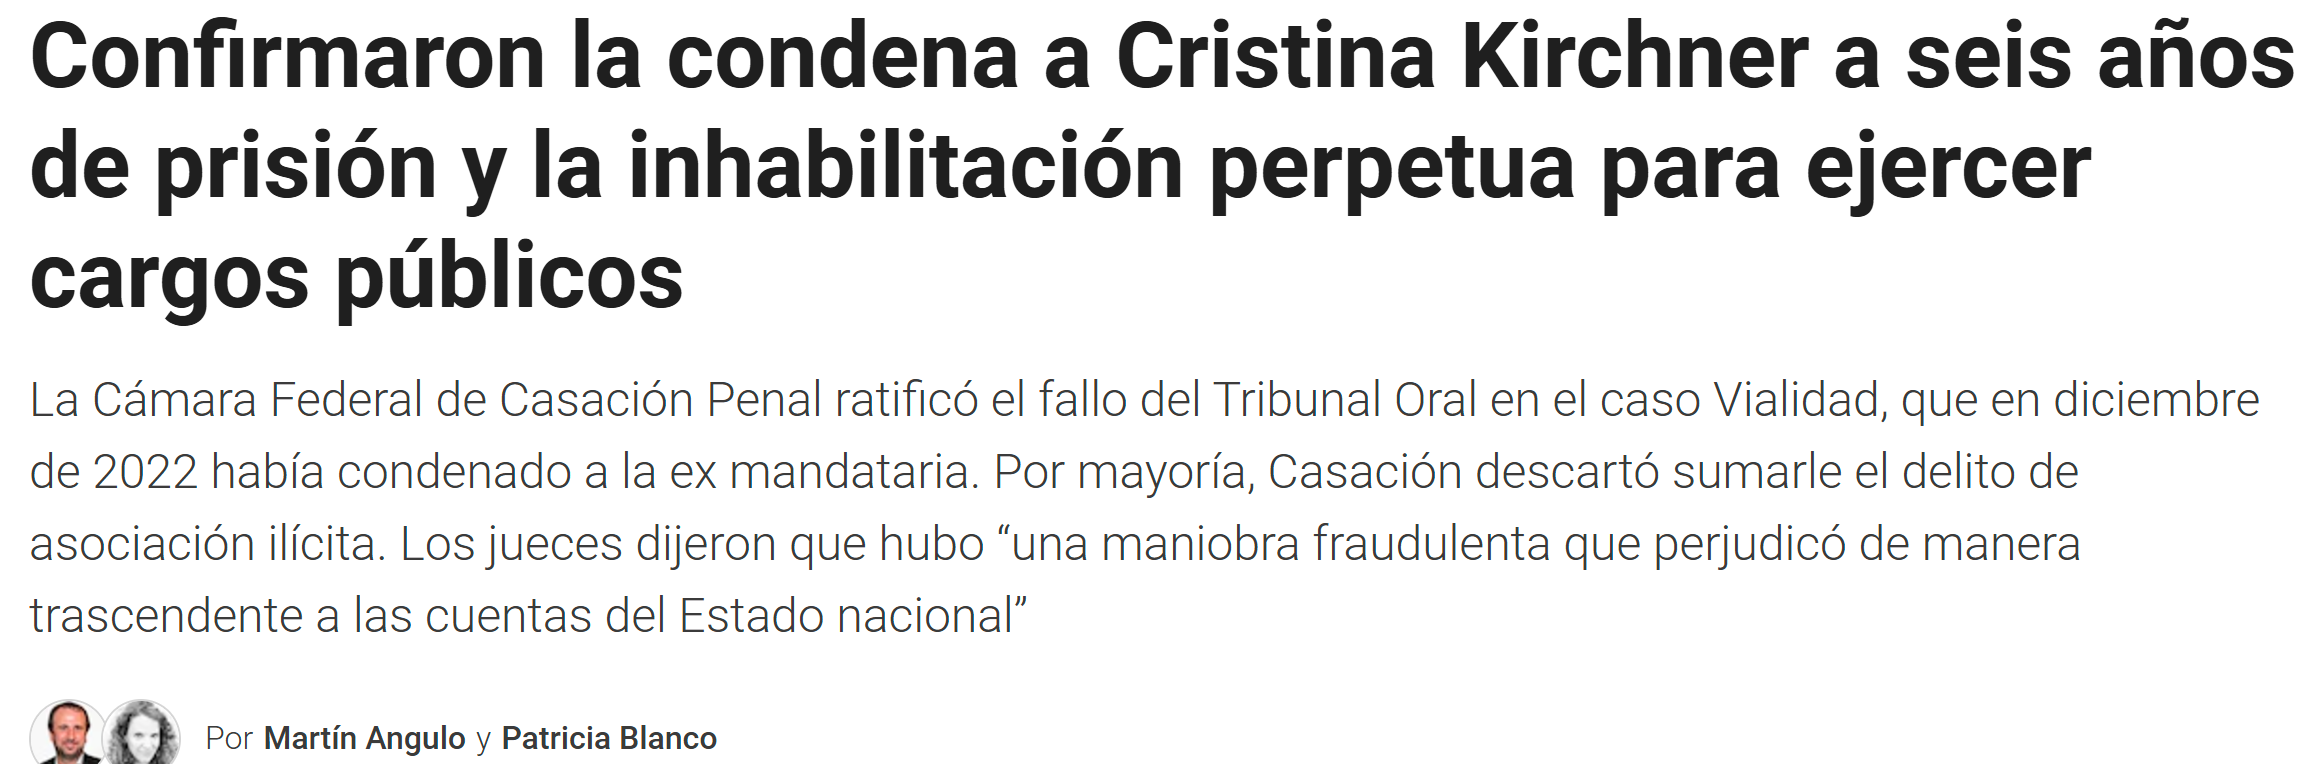 Confirmaron la condena a Cristina Kirchner a seis años
de prisión y la inhabilitación perpetua para ejercer
cargos públicos
La Cámara Federal de Casación Penal ratificó el fallo del Tribunal Oral en el caso Vialidad, que en diciembre
de 2022 había condenado a la ex mandataria. Por mayoría, Casación descartó sumarle el delito de
asociación ilícita. Los jueces dijeron que hubo “una maniobra fraudulenta que perjudicó de manera
trascendente a las cuentas del Estado nacional”
Por Martín Angulo y Patricia Blanco